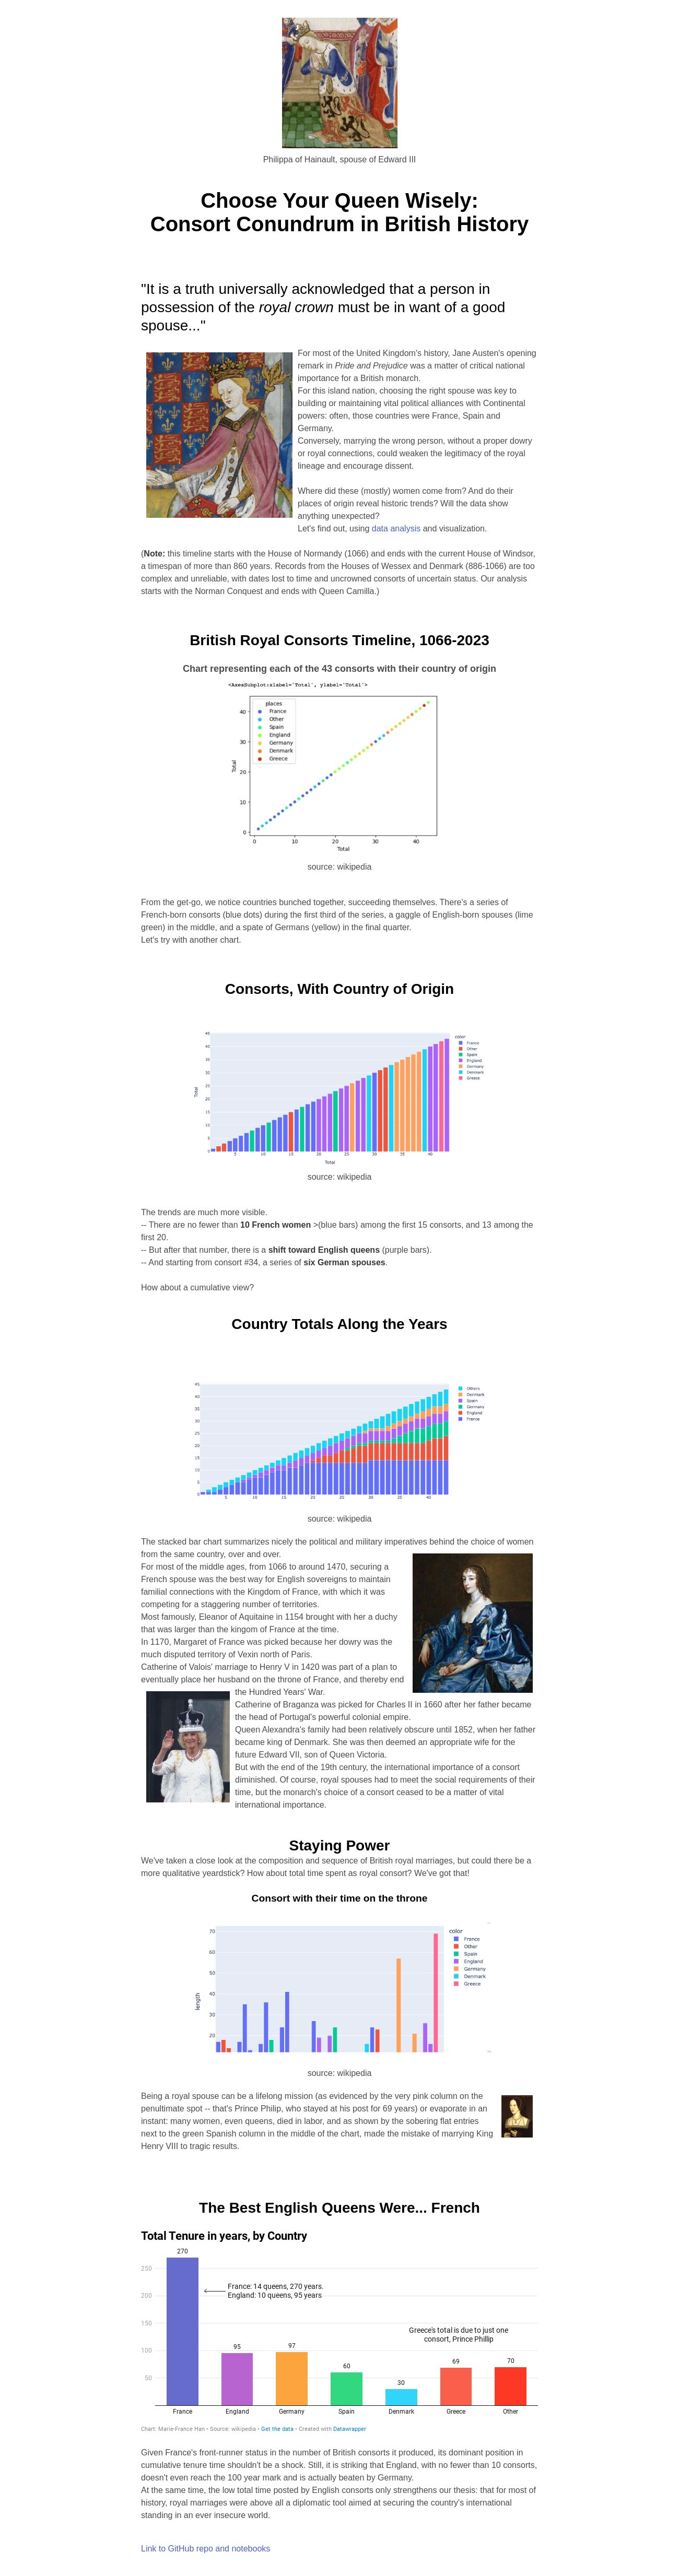 Philippa of Hainault, spouse of Edward III
Choose Your Queen Wisely:
Consort Conundrum in British History
"It is a truth universally acknowledged that a person in
possession of the royal crown must be in want of a good
spouse..."
For most of the United Kingdom's history, Jane Austen's opening
remark in Pride and Prejudice was a matter of critical national
importance for a British monarch.
For this island nation, choosing the right spouse was key to
building or maintaining vital political alliances with Continental
powers: often, those countries were France, Spain and
Germany.
Conversely, marrying the wrong person, without a proper dowry
or royal connections, could weaken the legitimacy of the royal
lineage and encourage dissent.
Where did these (mostly) women come from? And do their
places of origin reveal historic trends? Will the data show
anything unexpected?
Let's find out, using data analysis and visualization.
(Note: this timeline starts with the House of Normandy (1066) and ends with the current House of Windsor,
a timespan of more than 860 years. Records from the Houses of Wessex and Denmark (886-1066) are too
complex and unreliable, with dates lost to time and uncrowned consorts of uncertain status. Our analysis
starts with the Norman Conquest and ends with Queen Camilla.)
British Royal Consorts Timeline, 1066-2023
Chart representing each of the 43 consorts with their country of origin
<AxesSubplot:xlabel='Total', ylabel='Total'>
places
France
Other
Spain
England
Germany
Denmark
Greece
40
30
20
10
0
Total
0 10 20 30 40
Total
source: wikipedia
From the get-go, we notice countries bunched together, succeeding themselves. There's a series of
French-born consorts (blue dots) during the first third of the series, a gaggle of English-born spouses (lime
green) in the middle, and a spate of Germans (yellow) in the final quarter.
Let's try with another chart.
Consorts, With Country of Origin
45
40
35
30
25
20
15
10
5
0
Total
5 10 15 20 25 30 35 40
Total
color
France
Other
Spain
England
Germany
Denmark
Greece
source: wikipedia
The trends are much more visible.
-- There are no fewer than 10 French women >(blue bars) among the first 15 consorts, and 13 among the
first 20.
-- But after that number, there is a shift toward English queens (purple bars).
-- And starting from consort #34, a series of six German spouses.
How about a cumulative view?
Country Totals Along the Years
45
40
35
30
25
20
15
10
5
0
5 10 15 20 25 30 35 40
Others
Denmark
Spain
Germany
England
France
source: wikipedia
The stacked bar chart summarizes nicely the political and military imperatives behind the choice of women
from the same country, over and over.
For most of the middle ages, from 1066 to around 1470, securing a
French spouse was the best way for English sovereigns to maintain
familial connections with the Kingdom of France, with which it was
competing for a staggering number of territories.
Most famously, Eleanor of Aquitaine in 1154 brought with her a duchy
that was larger than the kingom of France at the time.
In 1170, Margaret of France was picked because her dowry was the
much disputed territory of Vexin north of Paris.
Catherine of Valois' marriage to Henry V in 1420 was part of a plan to
eventually place her husband on the throne of France, and thereby end
the Hundred Years' War.
Catherine of Braganza was picked for Charles II in 1660 after her father became
the head of Portugal's powerful colonial empire.
Queen Alexandra's family had been relatively obscure until 1852, when her father
became king of Denmark. She was then deemed an appropriate wife for the
future Edward VII, son of Queen Victoria.
But with the end of the 19th century, the international importance of a consort
diminished. Of course, royal spouses had to meet the social requirements of their
time, but the monarch's choice of a consort ceased to be a matter of vital
international importance.
Staying Power
We've taken a close look at the composition and sequence of British royal marriages, but could there be a
more qualitative yeardstick? How about total time spent as royal consort? We've got that!
Consort with their time on the throne
70
60
50
40
30
20
length
color
France
Other
Spain
England
Germany
Denmark
Greece
source: wikipedia
Being a royal spouse can be a lifelong mission (as evidenced by the very pink column on the
penultimate spot -- that's Prince Philip, who stayed at his post for 69 years) or evaporate in an
instant: many women, even queens, died in labor, and as shown by the sobering flat entries
next to the green Spanish column in the middle of the chart, made the mistake of marrying King
Henry VIII to tragic results.
The Best English Queens Were... French
Total Tenure in years, by Country
270
250
200
150
100
50
France: 14 queens, 270 years.
England: 10 queens, 95 years
Greece's total is due to just one
consort, Prince Phillip
95
97
60
30
69
70
France England Germany Spain Denmark Greece Other
Chart: Marie-France Han • Source: wikipedia • Get the data • Created with Datawrapper
Given France's front-runner status in the number of British consorts it produced, its dominant position in
cumulative tenure time shouldn't be a shock. Still, it is striking that England, with no fewer than 10 consorts,
doesn't even reach the 100 year mark and is actually beaten by Germany.
At the same time, the low total time posted by English consorts only strengthens our thesis: that for most of
history, royal marriages were above all a diplomatic tool aimed at securing the country's international
standing in an ever insecure world.
Link to GitHub repo and notebooks